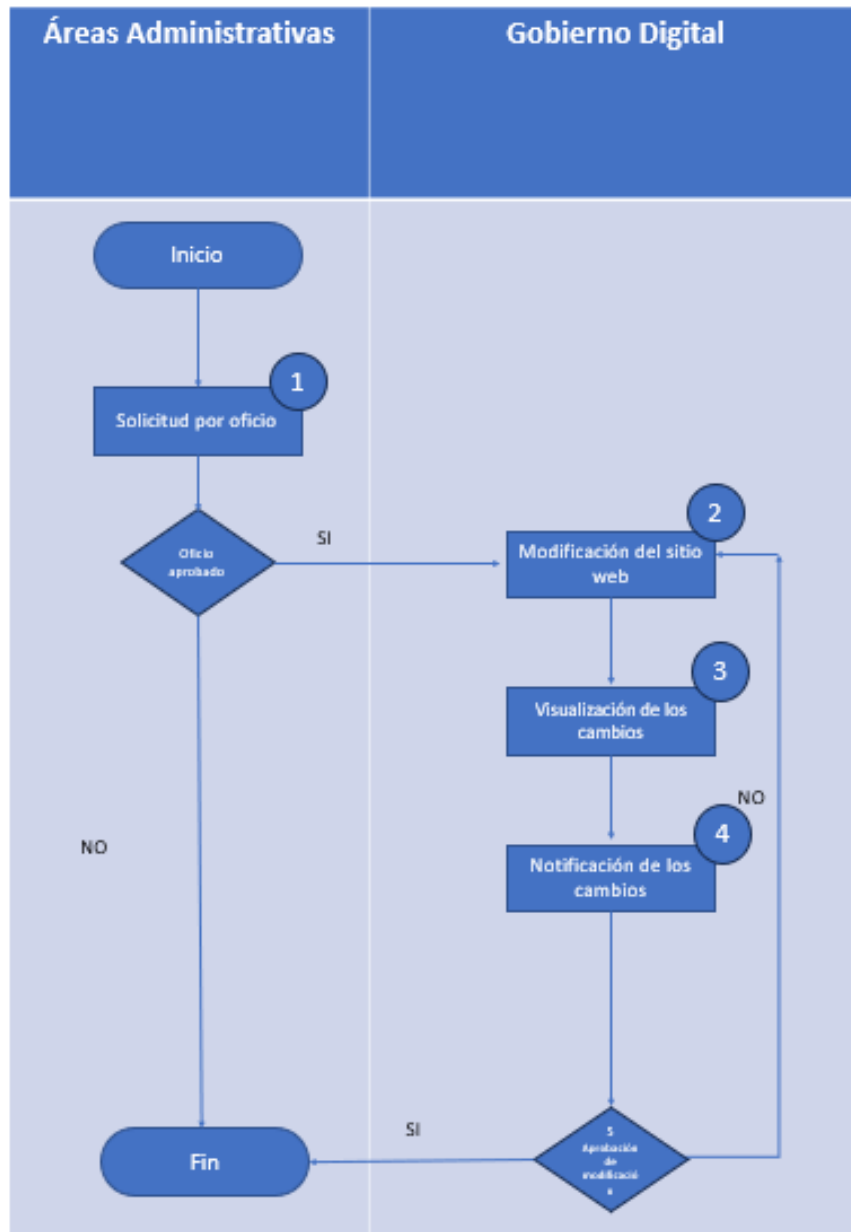 Áreas Administrativas
Gobierno Digital
Inicio
1
Solicitud por oficio
Oficio
aprobado
SI
2
Modificación del sitio
web
3
Visualización de los
cambios
NO
4
Notificación de los
cambios
NO
5
Aprobación
de
modificació
n
SI
Fin